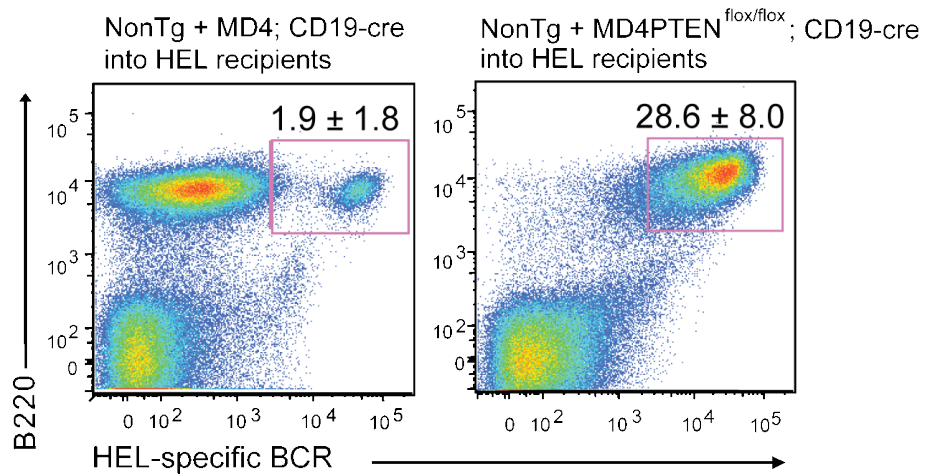 NonTg + MD4; CD19-cre
into HEL recipients
NonTg + MD4PTEN flox/flox ; CD19-cre
into HEL recipients
1.9 ± 1.8
28.6 ± 8.0
10^5
10^4
10^3
10^2
0
10^5
10^4
10^3
10^2
0
0 10^2 10^3 10^4 10^5
0 10^2 10^3 10^4 10^5
B220
HEL-specific BCR